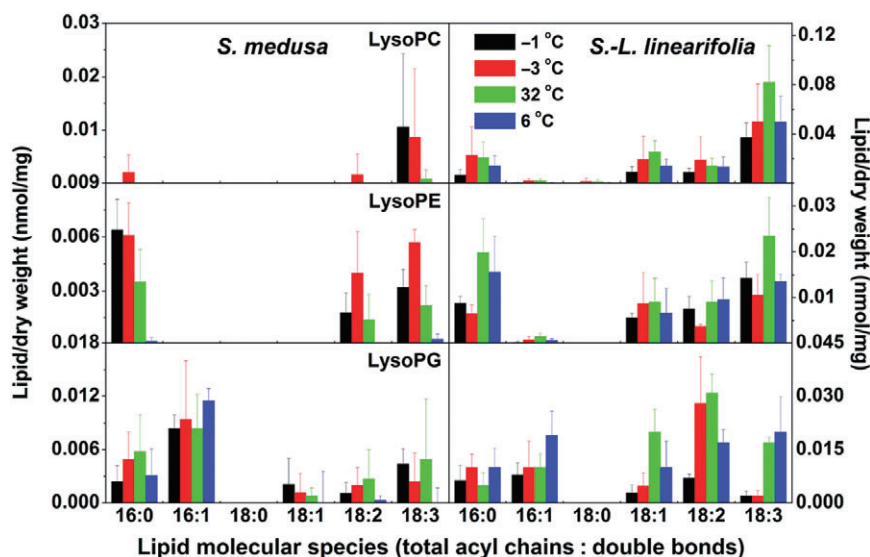 S. medusa
LysoPC
S.-L. linearifolia
–1 °C
–3 °C
32 °C
6 °C
0.03
0.02
0.01
0.009
0.12
0.08
0.04
LysoPE
0.006
0.003
0.018
0.03
0.02
0.01
0.045
LysoPG
0.012
0.006
0.000
0.030
0.015
0.000
Lipid/dry weight (nmol/mg)
Lipid/dry weight (nmol/mg)
16:0 16:1 18:0 18:1 18:2 18:3 16:0 16:1 18:0 18:1 18:2 18:3
Lipid molecular species (total acyl chains : double bonds)